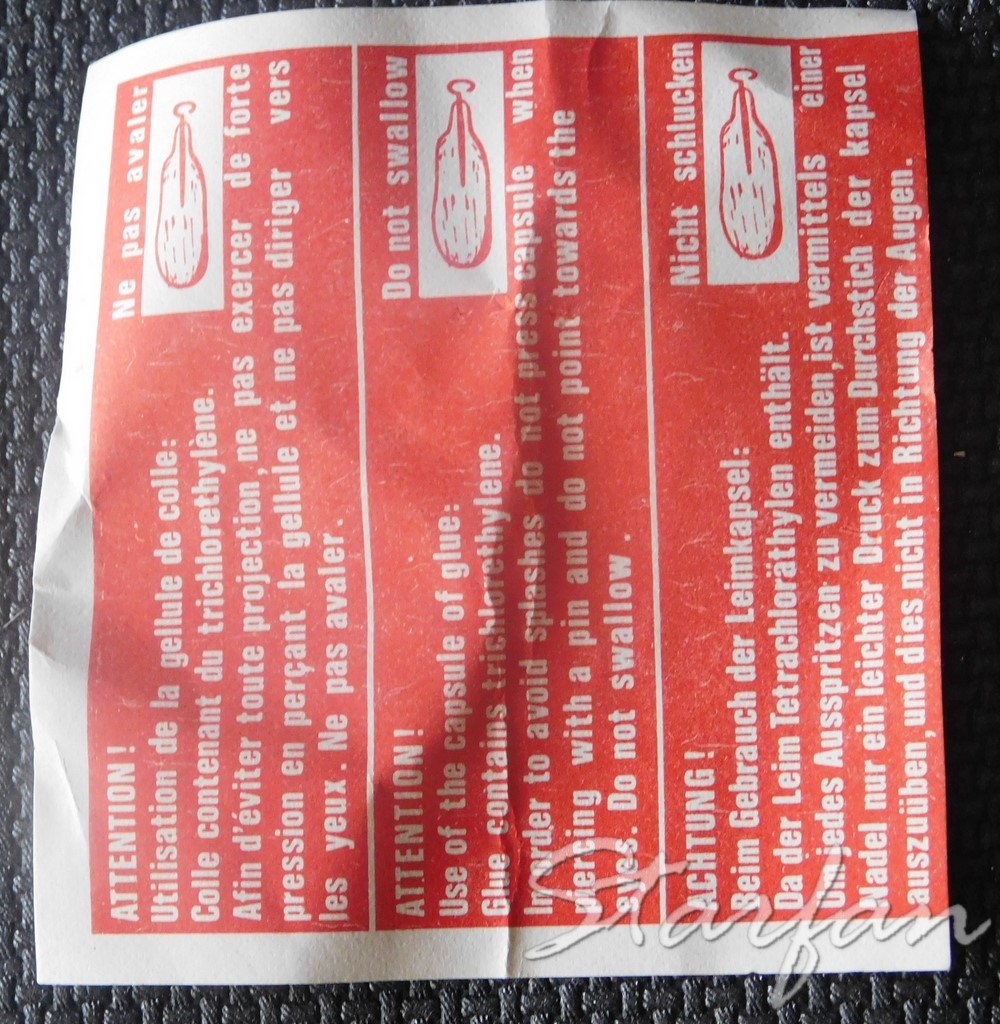 ATTENTION!
Utilisation de la gellule de colle:
Ne pas avaler
Colle contenant du trichlorethylène.
Afin d'éviter toute projection, ne pas exercer de forte
pression en perçant la gellule et ne pas diriger vers
les yeux. Ne pas avaler.
ATTENTION!
Use of the capsule of glue:
Do not swallow
Glue contains trichlorethylene.
In order to avoid splashes do not press capsule when
piercing with a pin and do not point towards the
eyes. Do not swallow.
ACHTUNG!
Beim Gebrauch der Leimkapsel:
Nicht schlucken
Da der Leim Tetrachloräthylen enthält.
Um jedes Ausspritzen zu vermeiden, ist vermittels einer
Nadel nur ein leichter Druck zum Durchstich der kapsel
auszüben, und dies nicht in Richtung der Augen.
Starfan